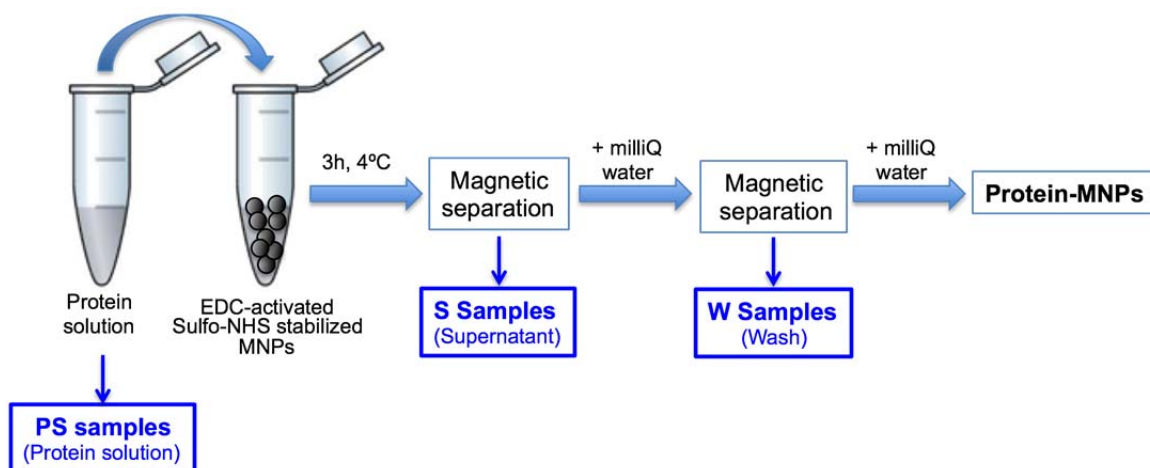 Protein
solution
EDC-activated
Sulfo-NHS stabilized
MNPs
3h, 4ºC
Magnetic
separation
+ milliQ
water
Magnetic
separation
+ milliQ
water
Protein-MNPs
PS samples
(Protein solution)
S Samples
(Supernatant)
W Samples
(Wash)